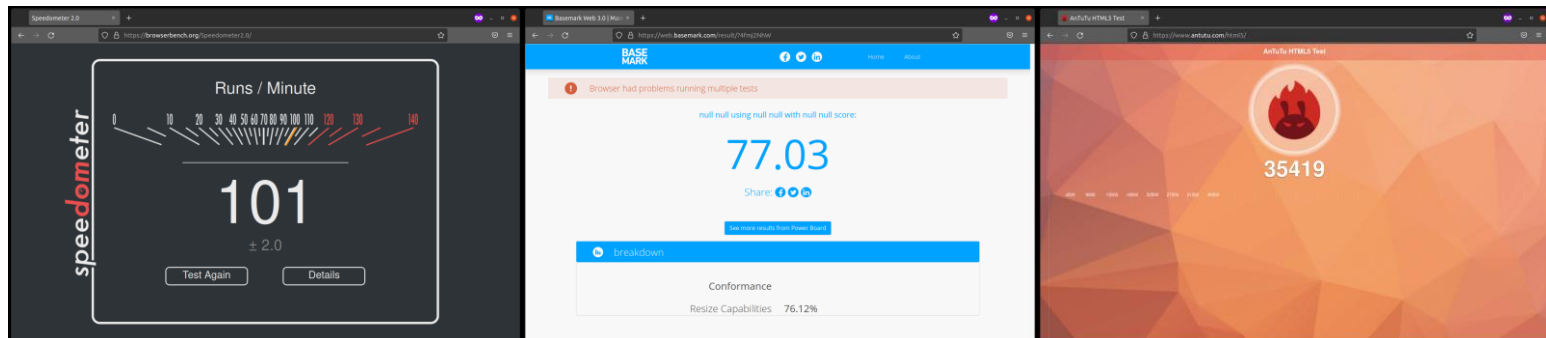 Speedometer 2.0
https://browserbench.org/Speedometer2.0/
Runs / Minute
0 10 20 30 40 50 60 70 80 90 100 110 120 130 140
speedometer
101
± 2.0
Test Again Details
Basemark Web 3.0 |
BASE
MARK
Home About
Browser had problems running multiple tests
null null using null null with null null score:
77.03
Share:
See more results from Power Board
breakdown
Conformance
Resize Capabilities 76.12%
AnTuTu HTML5 Test
https://www.antutu.com/html5/
AnTuTu HTML5 Test
35419